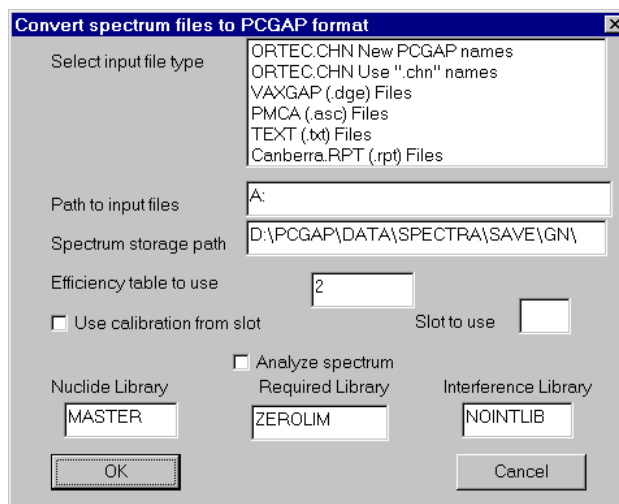 Convert spectrum files to PCGAP format
Select input file type
ORTEC.CHN New PCGAP names
ORTEC.CHN Use ".chn" names
VAXGAP (.dge) Files
PMCA (.asc) Files
TEXT (.txt) Files
Canberra.RPT (.rpt) Files
Path to input files A:
Spectrum storage path D:\PCGAP\DATA\SPECTRA\SAVE\GN\
Efficiency table to use 2
Use calibration from slot Slot to use
Analyze spectrum
Nuclide Library Required Library Interference Library
MASTER ZEROLIM NOINTLIB
OK Cancel